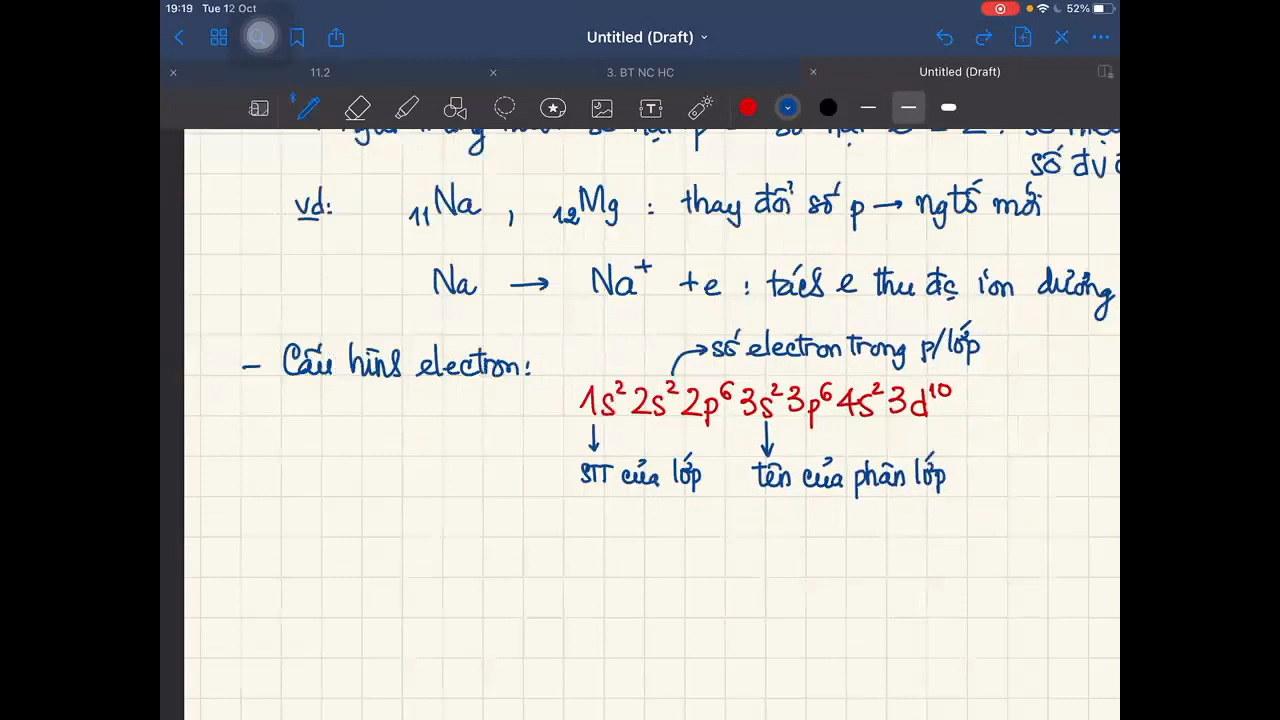 19:19 Tue 12 Oct
52%
Untitled (Draft)
11.2
3. BT NC HC
Untitled (Draft)
T
số đv
vd: 11Na, 12Mg : thay đổi số p → ngtố mới
Na → Na⁺ + e : tách e thu đc ion dương
- Cấu hình electron:
số electron trong p/lớp
1s² 2s² 2p⁶ 3s² 3p⁶ 4s² 3d¹⁰
STT của lớp
tên của phân lớp